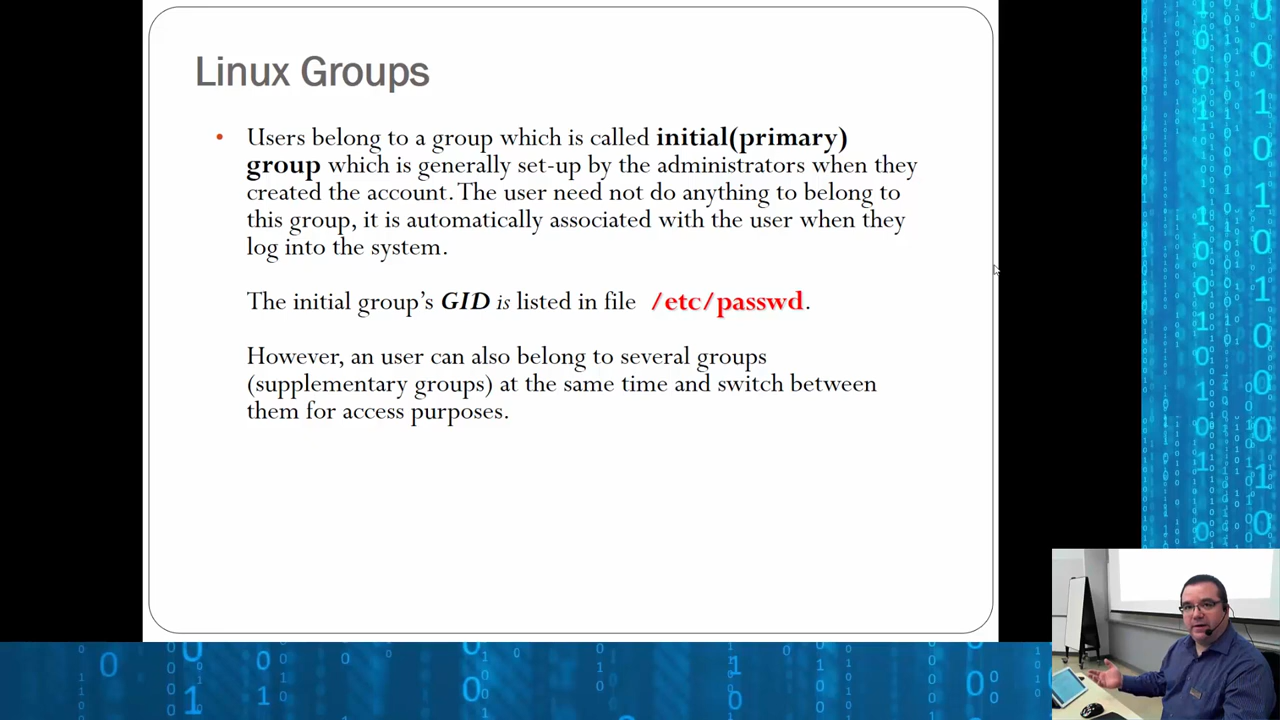 Linux Groups
• Users belong to a group which is called initial(primary)
group which is generally set-up by the administrators when they
created the account. The user need not do anything to belong to
this group, it is automatically associated with the user when they
log into the system.
The initial group's GID is listed in file /etc/passwd.
However, an user can also belong to several groups
(supplementary groups) at the same time and switch between
them for access purposes.